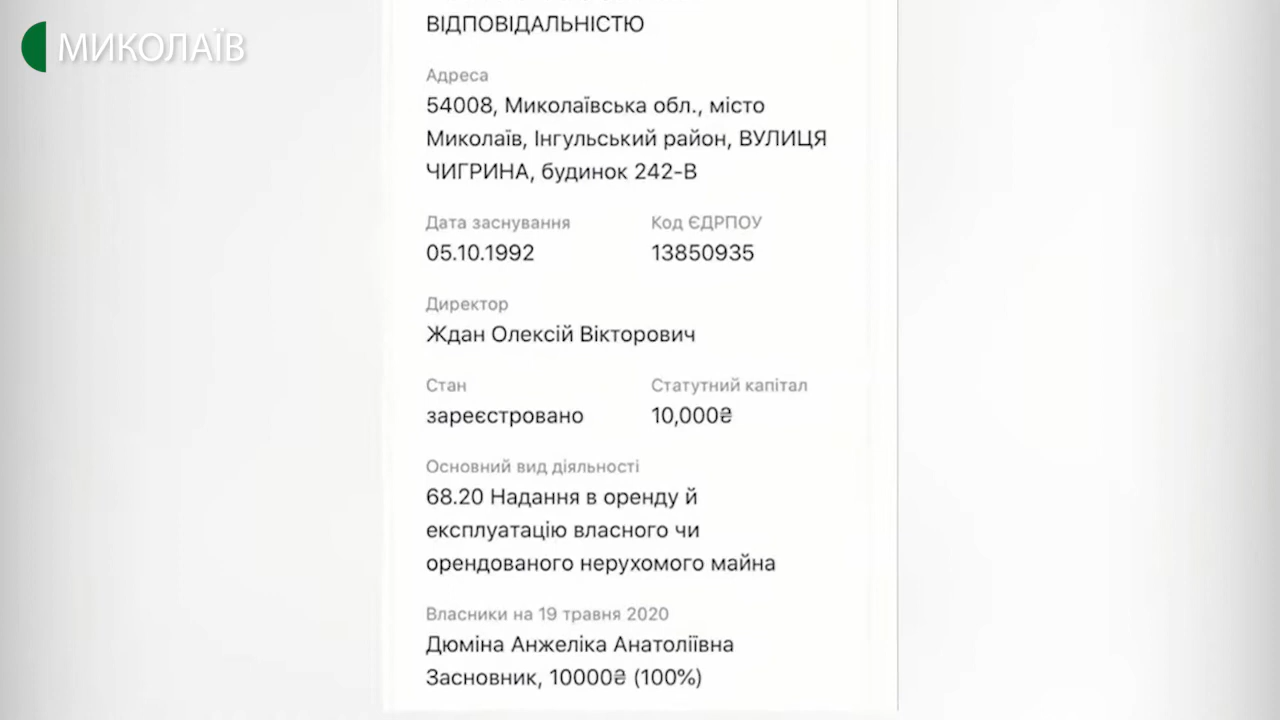 МИКОЛАЇВ
ВІДПОВІДАЛЬНІСТЮ
Адреса
54008, Миколаївська обл., місто
Миколаїв, Інгульський район, ВУЛИЦЯ
ЧИГРИНА, будинок 242-В
Дата заснування Код ЄДРПОУ
05.10.1992 13850935
Директор
Ждан Олексій Вікторович
Стан Статутний капітал
зареєстровано 10,000₴
Основний вид діяльності
68.20 Надання в оренду й
експлуатацію власного чи
орендованого нерухомого майна
Власники на 19 травня 2020
Дюміна Анжеліка Анатоліївна
Засновник, 10000₴ (100%)